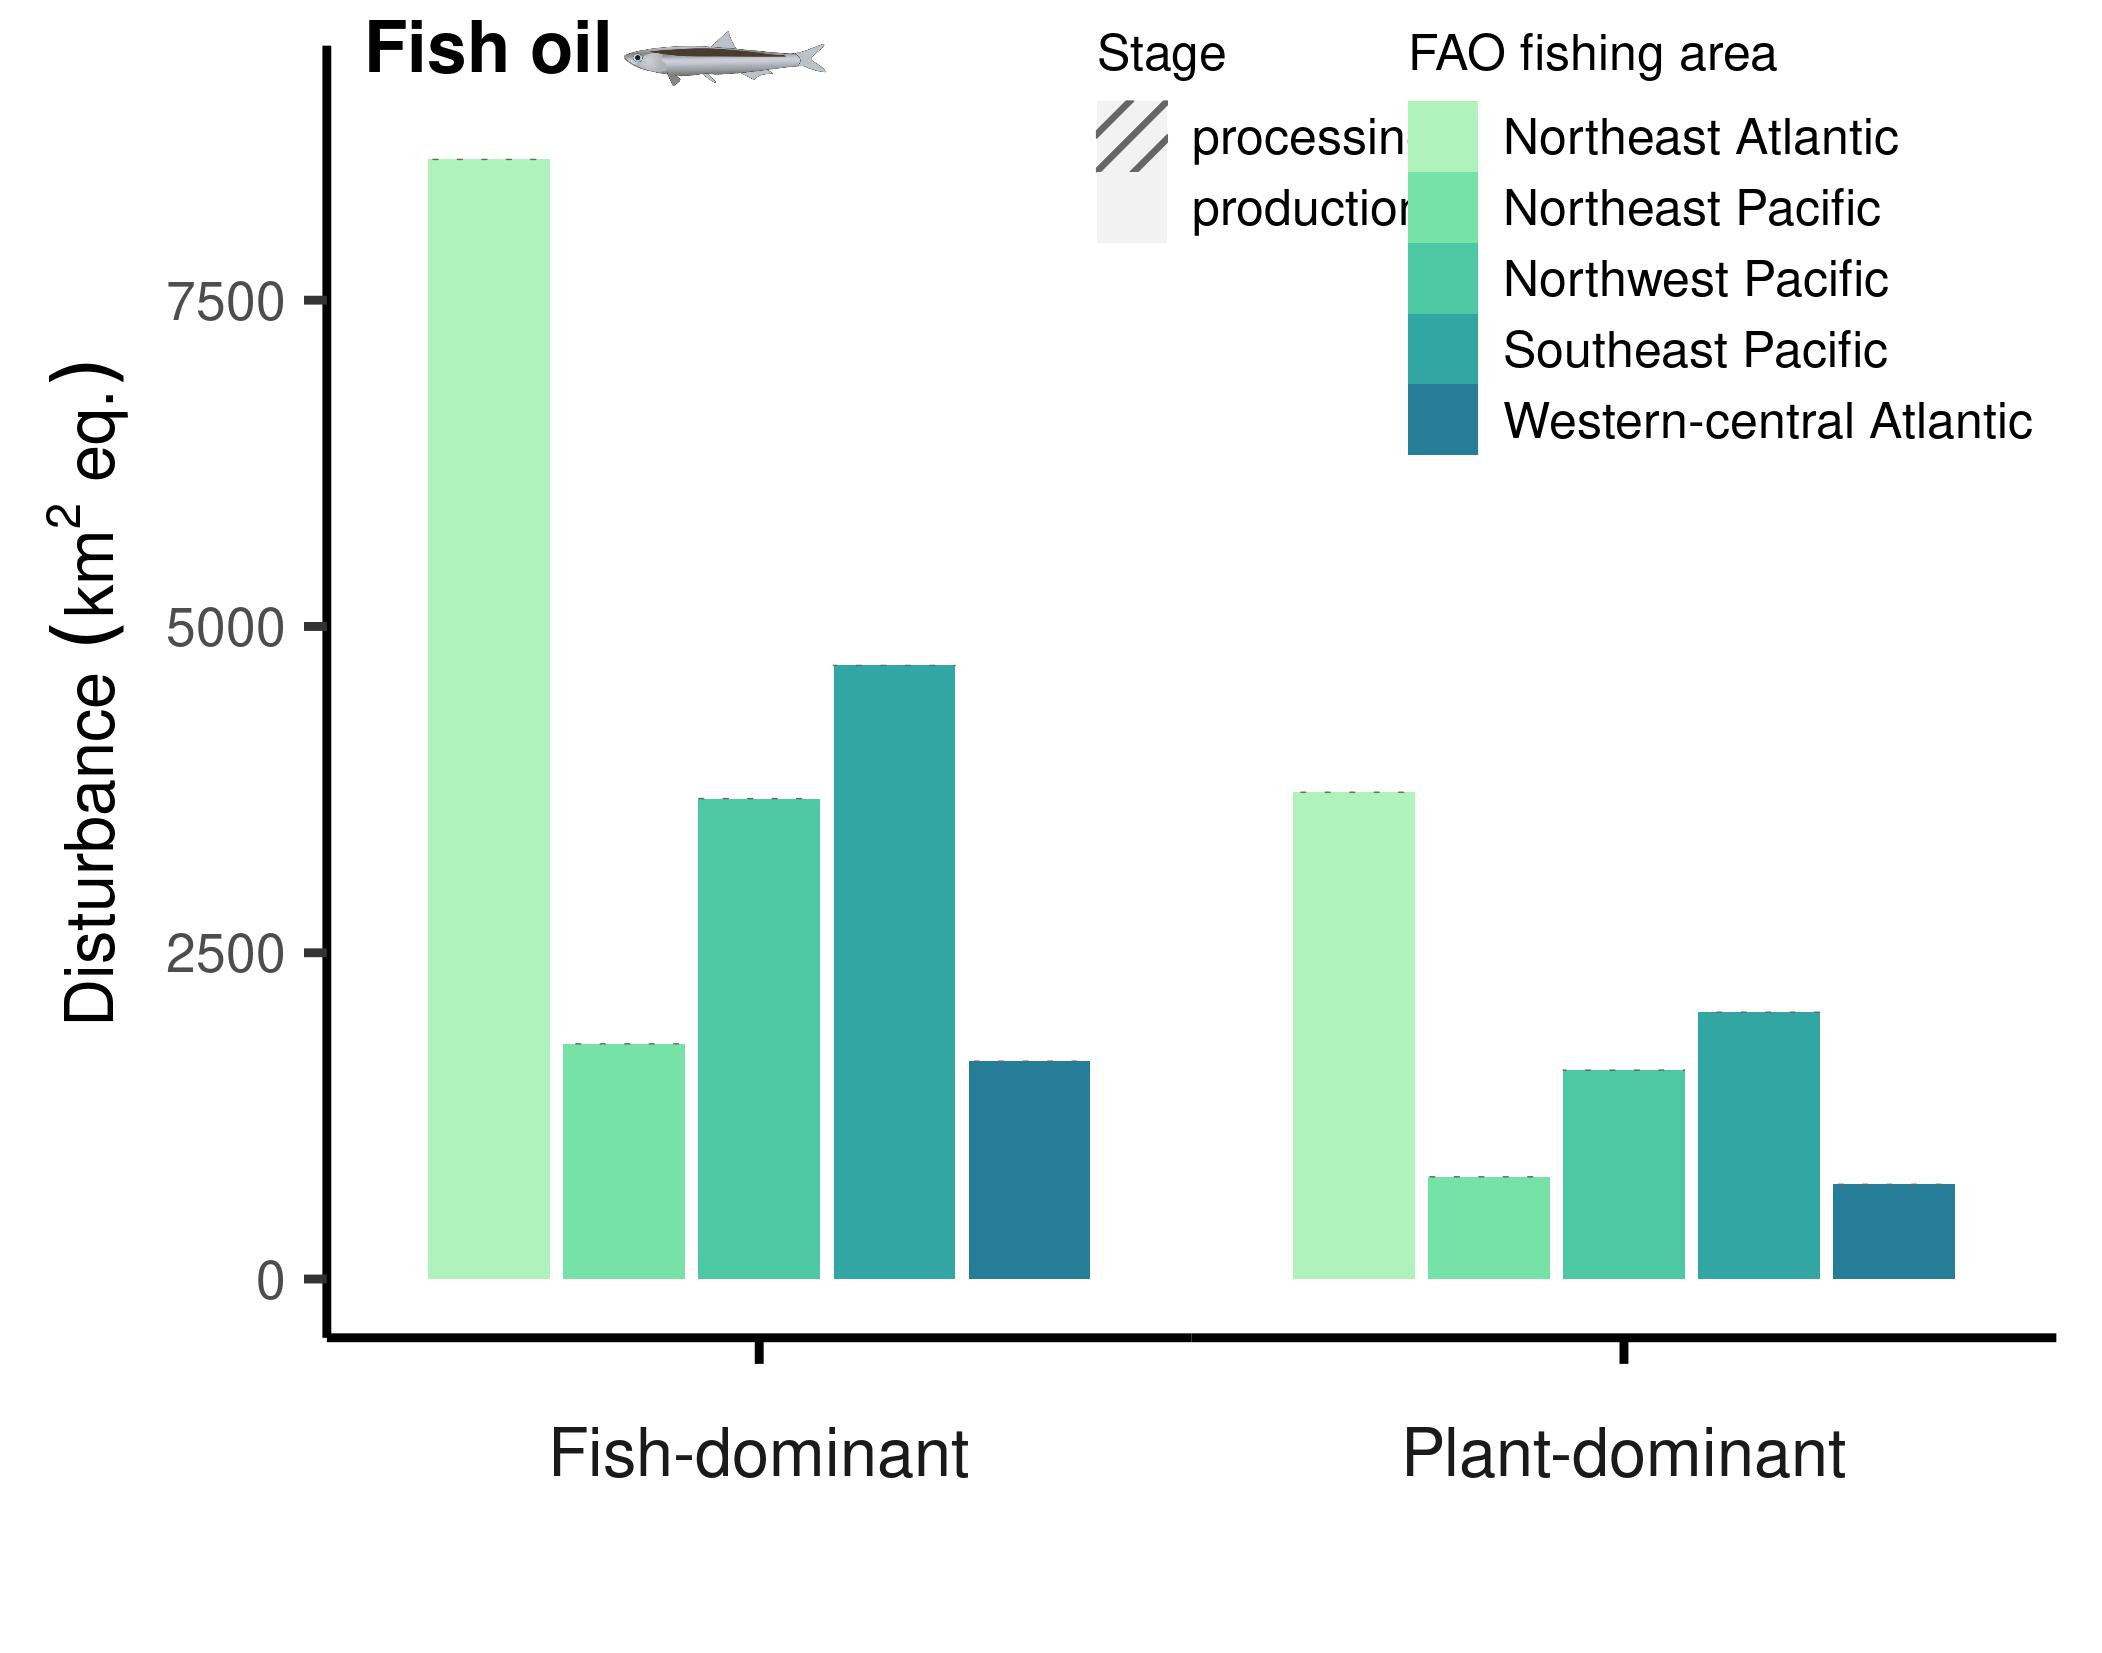 Fish oil
Stage
processin
production
FAO fishing area
Northeast Atlantic
Northeast Pacific
Northwest Pacific
Southeast Pacific
Western-central Atlantic
Disturbance (km² eq.)
7500
5000
2500
0
Fish-dominant
Plant-dominant